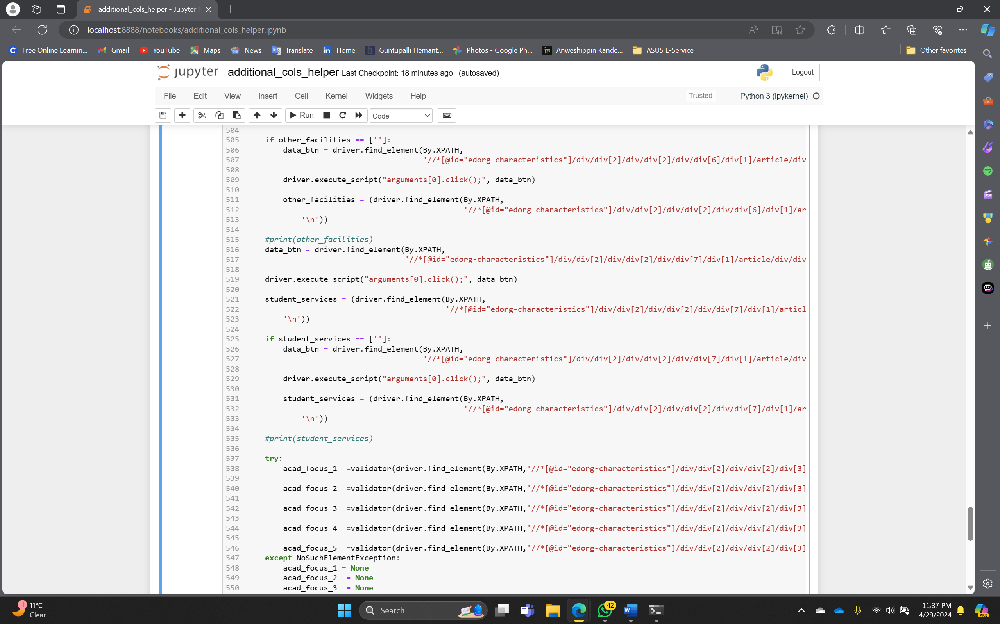 additional_cols_helper - Jupyter N
localhost:8888/notebooks/additional_cols_helper.ipynb
Free Online Learnin... Gmail YouTube Maps News Translate Home Guntupalli Hemant... Photos - Google Ph... Anweshippin Kande... ASUS E-Service Other favorites
jupyter additional_cols_helper Last Checkpoint: 18 minutes ago (autosaved) Logout
File Edit View Insert Cell Kernel Widgets Help Trusted Python 3 (ipykernel)
Run Code
504
505 if other_facilities == ['']:
506 data_btn = driver.find_element(By.XPATH,
507 '//*[@id="edorg-characteristics"]/div/div[2]/div/div[2]/div/div[6]/div[1]/article/div
508
509 driver.execute_script("arguments[0].click();", data_btn)
510
511 other_facilities = (driver.find_element(By.XPATH,
512 '//*[@id="edorg-characteristics"]/div/div[2]/div/div[2]/div/div[6]/div[1]/ar
513 '\n'))
514
515 #print(other_facilities)
516 data_btn = driver.find_element(By.XPATH,
517 '//*[@id="edorg-characteristics"]/div/div[2]/div/div[2]/div/div[7]/div[1]/article/div/div
518
519 driver.execute_script("arguments[0].click();", data_btn)
520
521 student_services = (driver.find_element(By.XPATH,
522 '//*[@id="edorg-characteristics"]/div/div[2]/div/div[2]/div/div[7]/div[1]/articl
523 '\n'))
524
525 if student_services == ['']:
526 data_btn = driver.find_element(By.XPATH,
527 '//*[@id="edorg-characteristics"]/div/div[2]/div/div[2]/div/div[7]/div[1]/article/div
528
529 driver.execute_script("arguments[0].click();", data_btn)
530
531 student_services = (driver.find_element(By.XPATH,
532 '//*[@id="edorg-characteristics"]/div/div[2]/div/div[2]/div/div[7]/div[1]/ar
533 '\n'))
534
535 #print(student_services)
536
537 try:
538 acad_focus_1 =validator(driver.find_element(By.XPATH,'//*[@id="edorg-characteristics"]/div/div[2]/div/div[2]/div[3]
539
540 acad_focus_2 =validator(driver.find_element(By.XPATH,'//*[@id="edorg-characteristics"]/div/div[2]/div/div[2]/div[3]
541
542 acad_focus_3 =validator(driver.find_element(By.XPATH,'//*[@id="edorg-characteristics"]/div/div[2]/div/div[2]/div[3]
543
544 acad_focus_4 =validator(driver.find_element(By.XPATH,'//*[@id="edorg-characteristics"]/div/div[2]/div/div[2]/div[3]
545
546 acad_focus_5 =validator(driver.find_element(By.XPATH,'//*[@id="edorg-characteristics"]/div/div[2]/div/div[2]/div[3]
547 except NoSuchElementException:
548 acad_focus_1 = None
549 acad_focus_2 = None
550 acad_focus_3 = None
1 11°C
Clear
Search
42
11:37 PM
4/29/2024
PRE